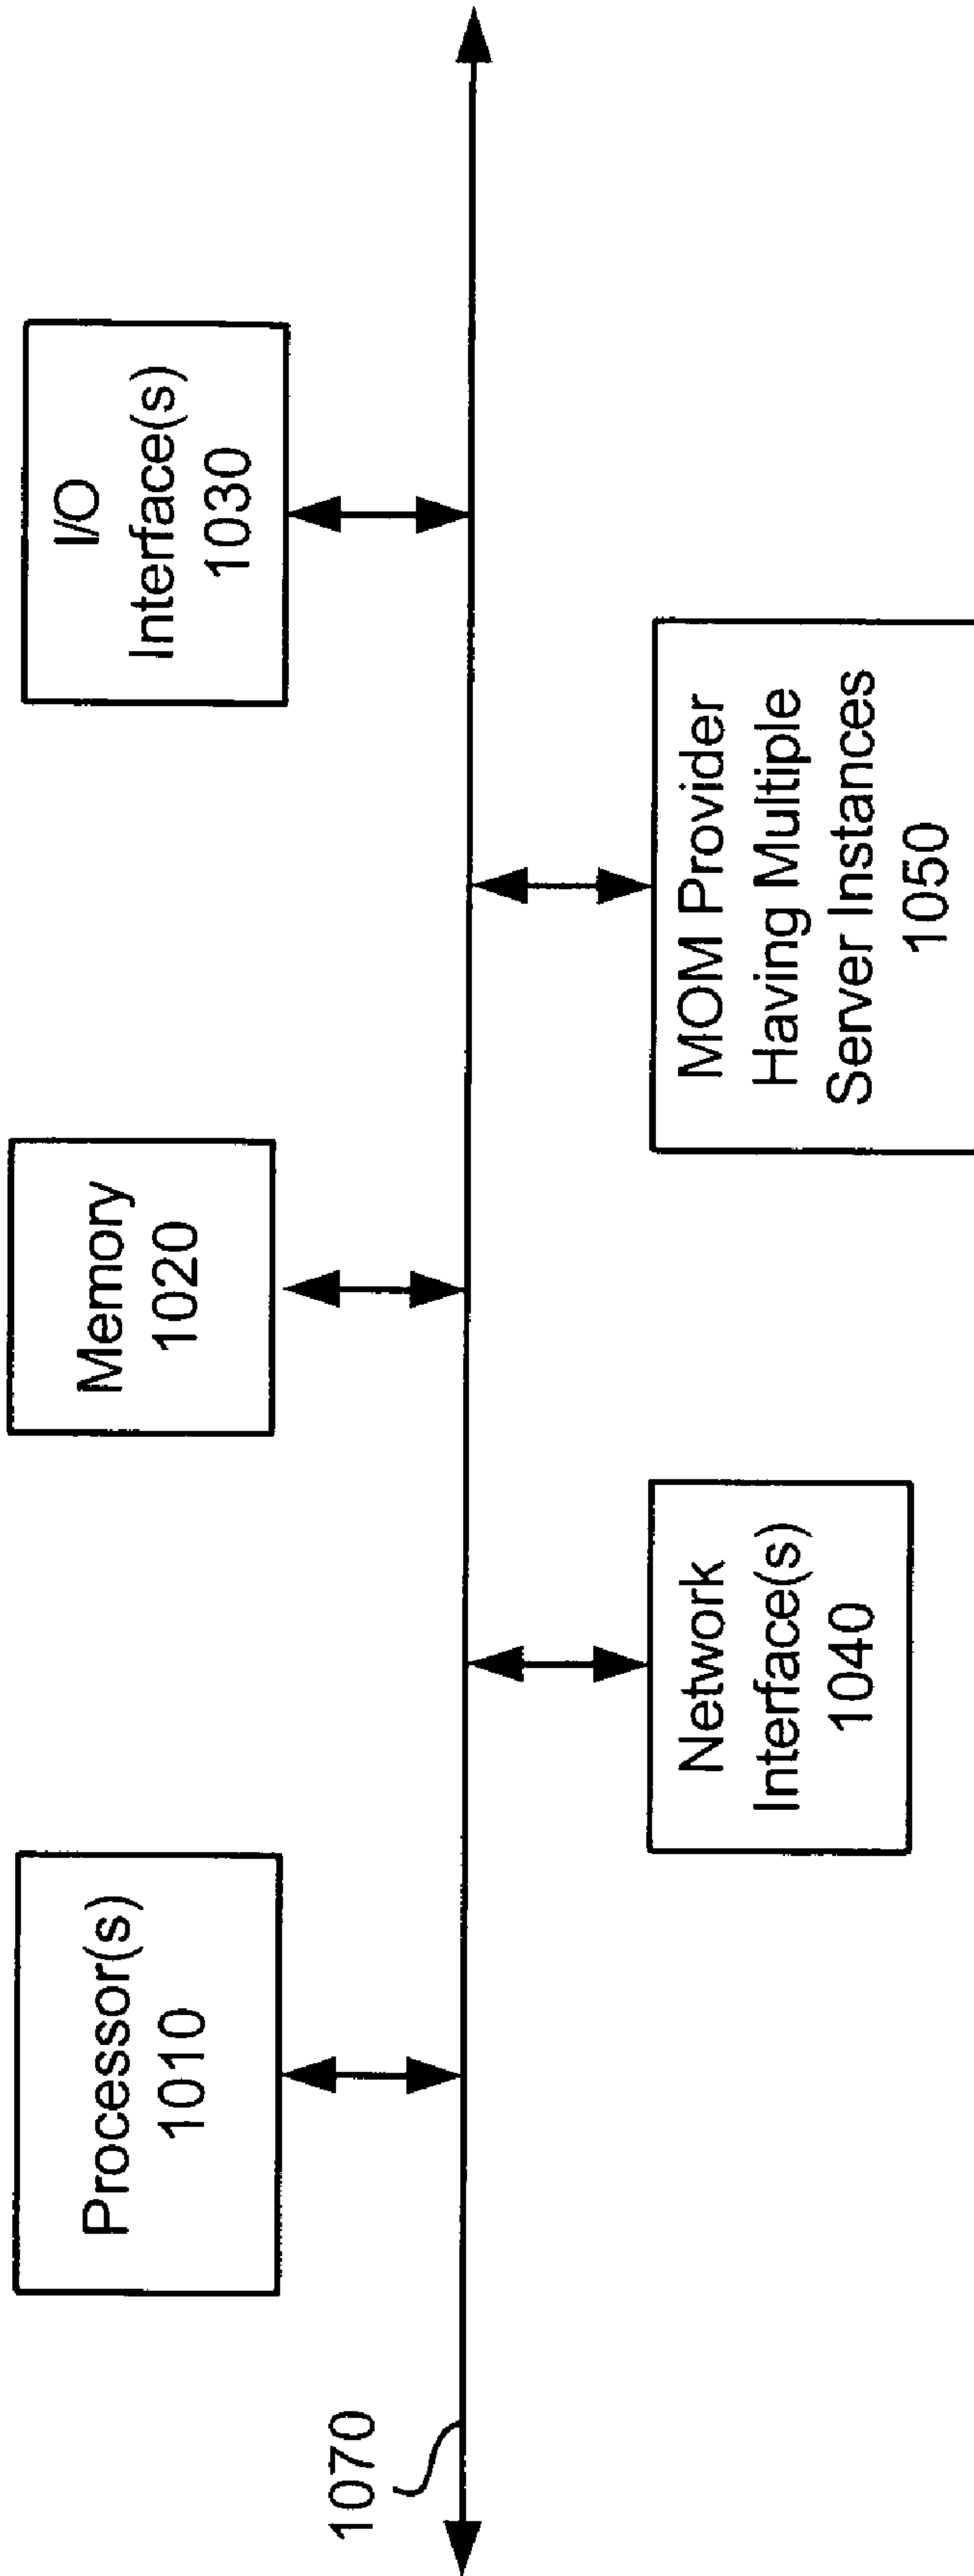 Processor(s)
1010
Memory
1020
I/O
Interface(s)
1030
1070
Network
Interface(s)
1040
MOM Provider
Having Multiple
Server Instances
1050